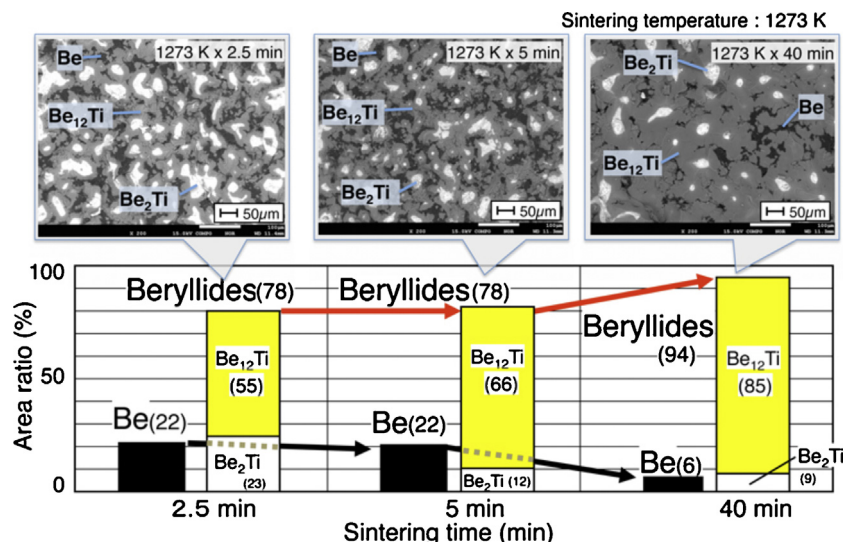 Sintering temperature : 1273 K
1273 K x 2.5 min
Be
Be12Ti
Be2Ti
50µm
1273 K x 5 min
Be
Be12Ti
Be2Ti
50µm
1273 K x 40 min
Be2Ti
Be
Be12Ti
50µm
Area ratio (%)
100
50
0
Beryllides(78)
Be12Ti
(55)
Be(22)
Be2Ti
(23)
Beryllides(78)
Be12Ti
(66)
Be(22)
Be2Ti (12)
Beryllides
(94)
Be12Ti
(85)
Be(6)
Be2Ti
(9)
2.5 min
5 min
40 min
Sintering time (min)